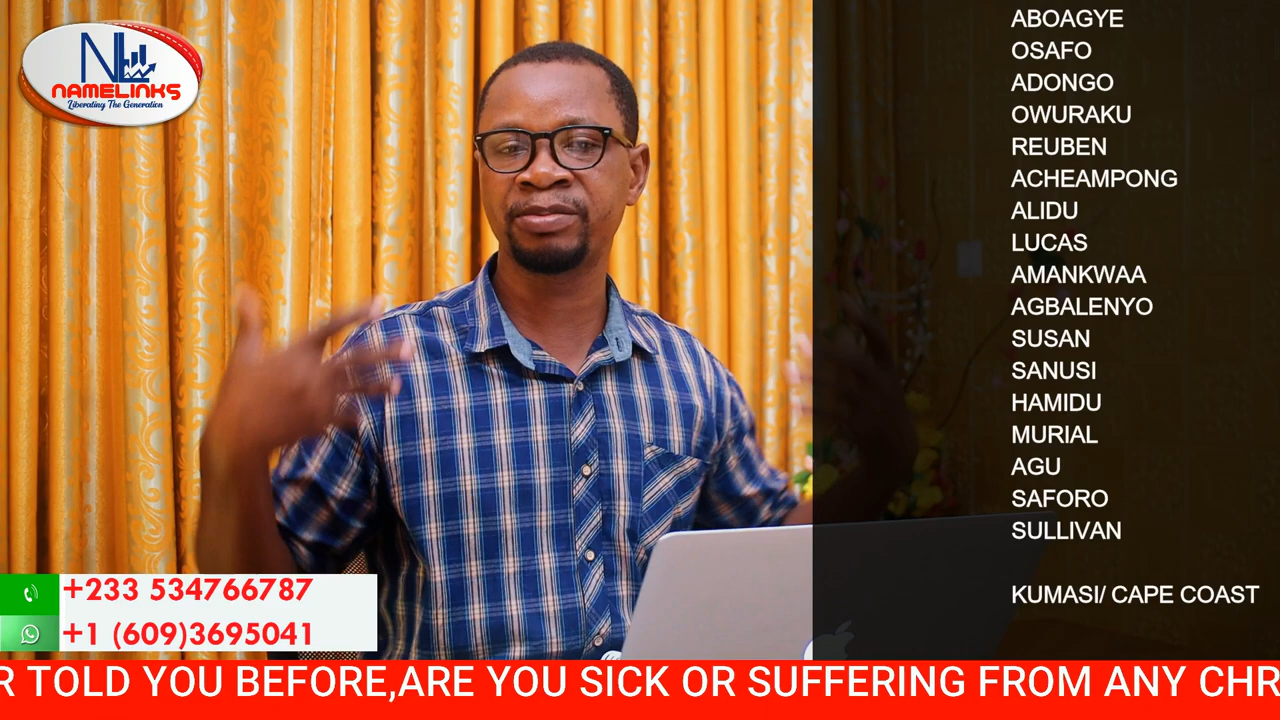 NL
NAMELINKS
Liberating The Generation
ABOAGYE
OSAFO
ADONGO
OWURAKU
REUBEN
ACHEAMPONG
ALIDU
LUCAS
AMANKWAA
AGBALENYO
SUSAN
SANUSI
HAMIDU
MURIAL
AGU
SAFORO
SULLIVAN
KUMASI/ CAPE COAST
+233 534766787
+1 (609)3695041
R TOLD YOU BEFORE,ARE YOU SICK OR SUFFERING FROM ANY CHR